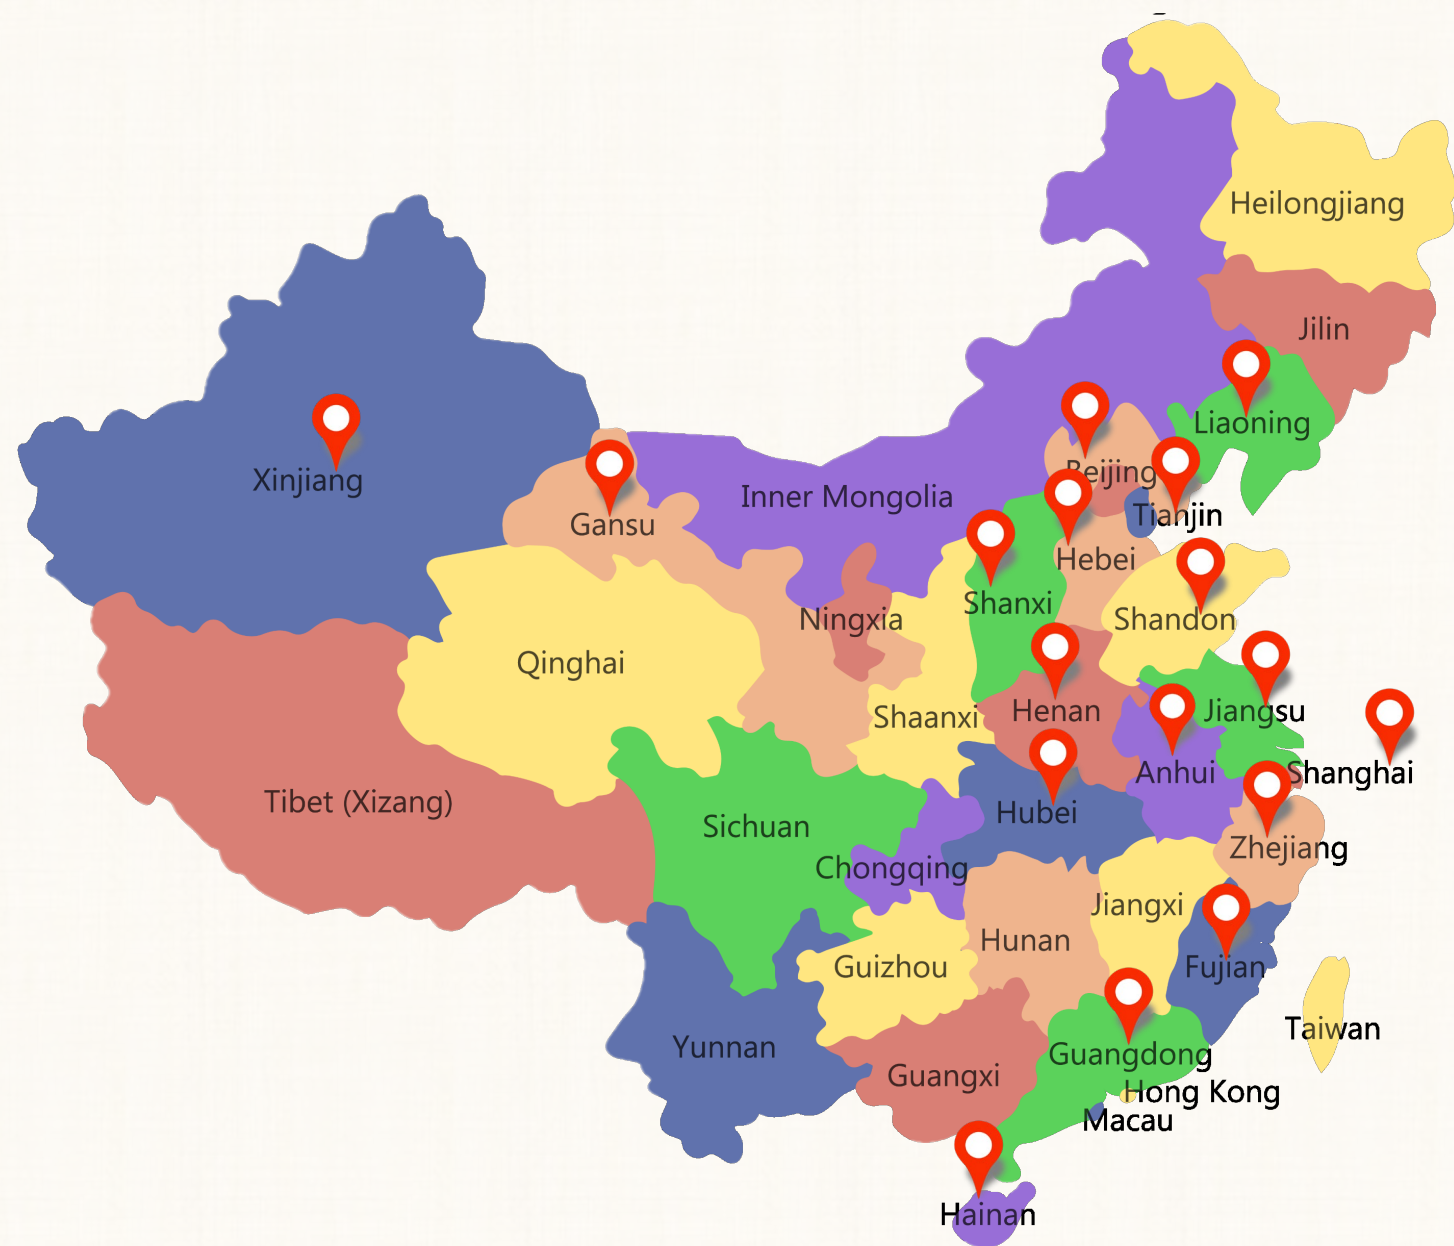 Heilongjiang
Jilin
Liaoning
Beijing
Xinjiang
Inner Mongolia
Tianjin
Gansu
Hebei
Shanxi
Ningxia
Shandon
Qinghai
Shaanxi
Henan
Jiangsu
Anhui
Shanghai
Tibet (Xizang)
Hubei
Sichuan
Zhejiang
Chongqing
Jiangxi
Hunan
Guizhou
Fujian
Taiwan
Yunnan
Guangdong
Guangxi
Hong Kong
Macau
Hainan